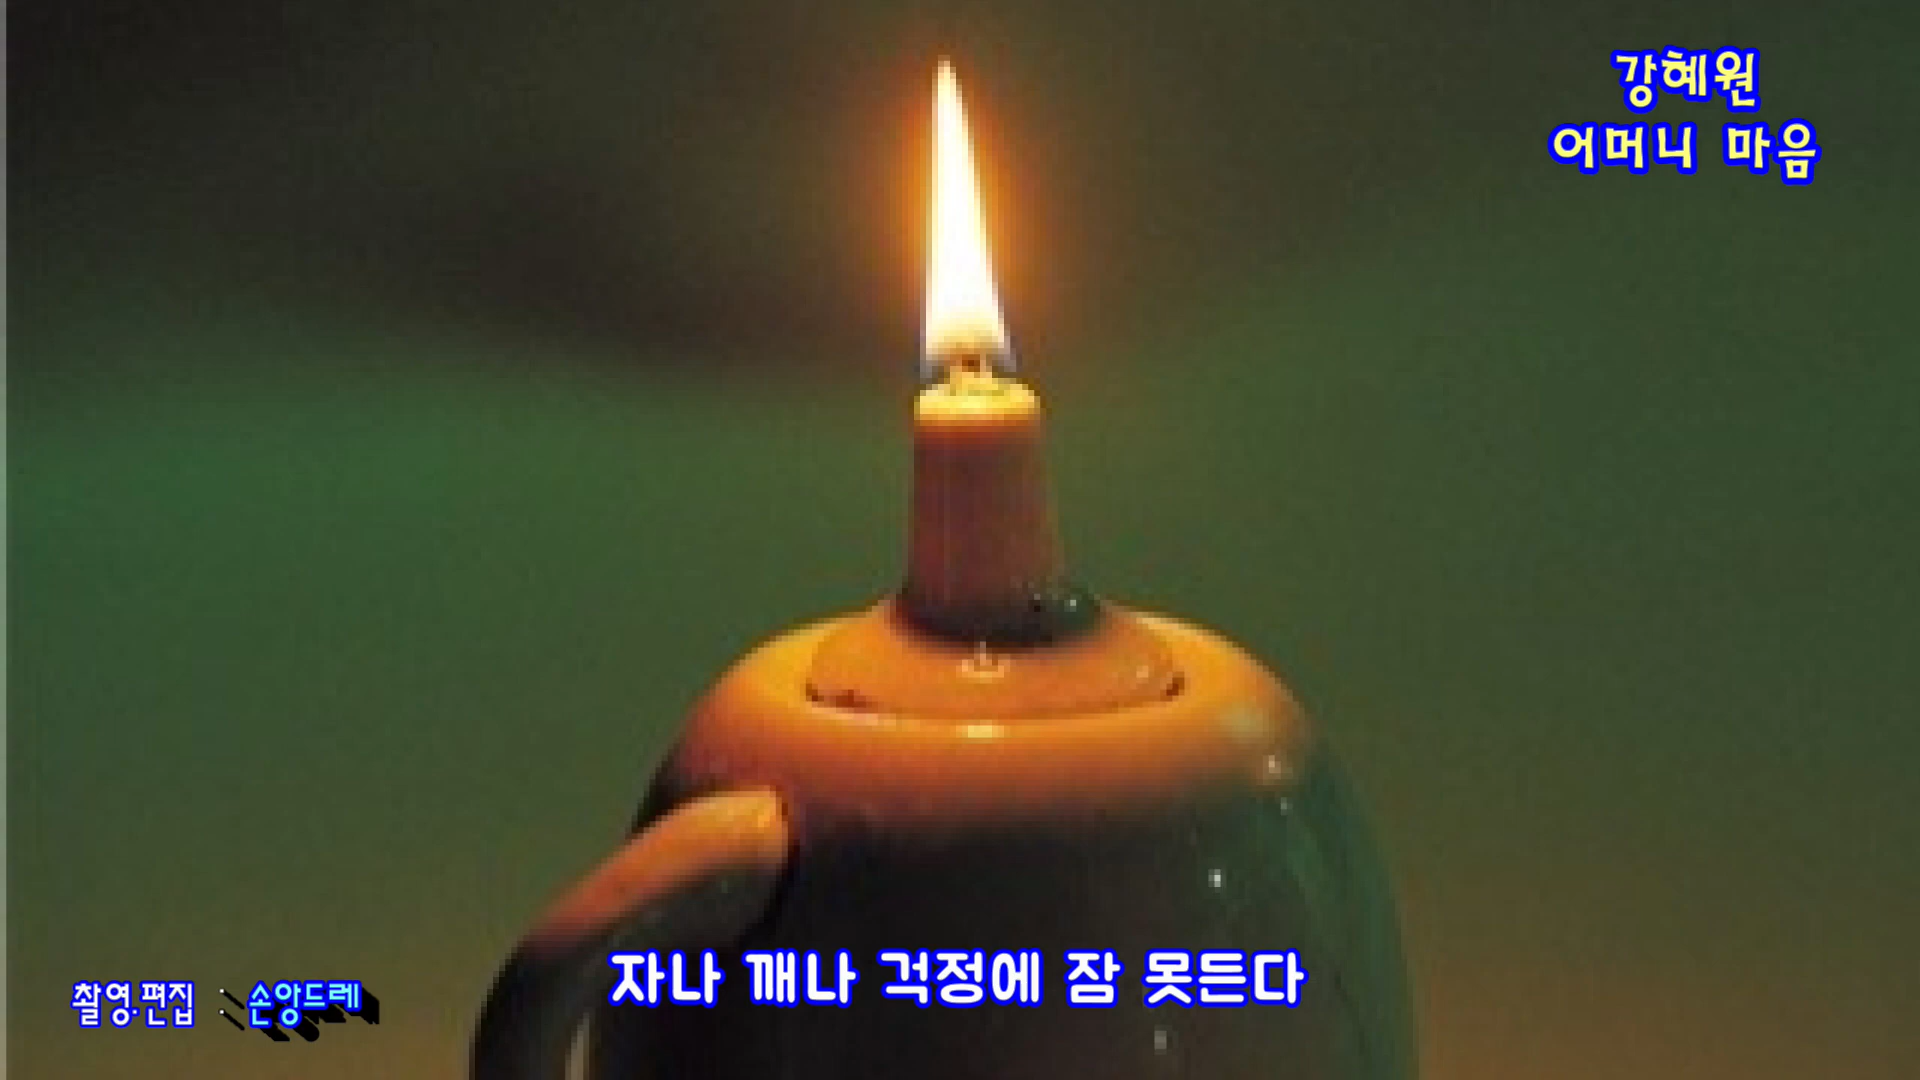 강혜원
어머니 마음
자나 깨나 걱정에 잠 못든다
촬영.편집 : 손앙드레